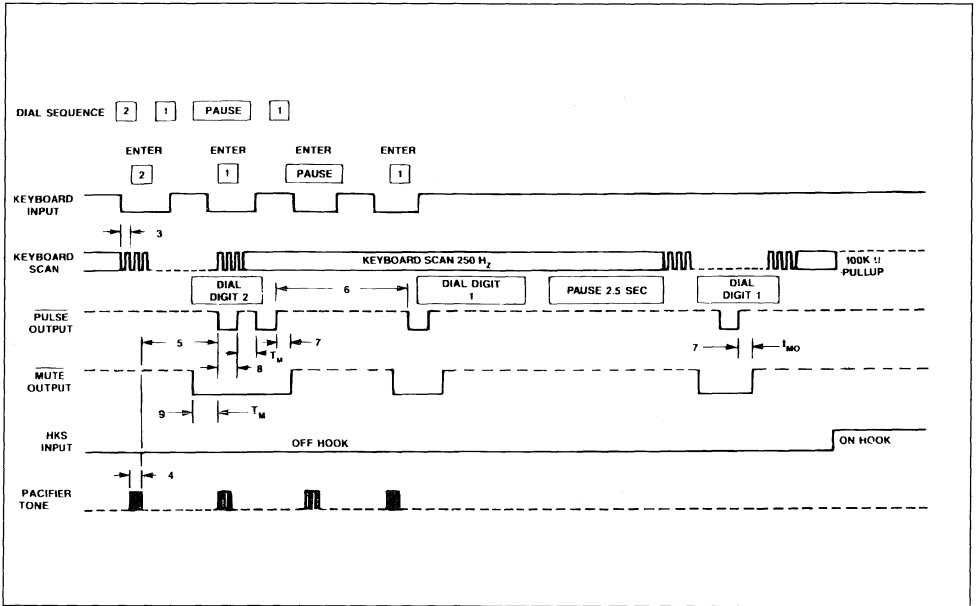 DIAL SEQUENCE 2 1 PAUSE 1
ENTER ENTER ENTER ENTER
2 1 PAUSE 1
KEYBOARD
INPUT
3
KEYBOARD
SCAN
KEYBOARD SCAN 250 Hz
100K Ω
PULLUP
DIAL
DIGIT 2
6
DIAL DIGIT
1
PAUSE 2.5 SEC
DIAL
DIGIT 1
PULSE
OUTPUT
5
TM
7
7
tMO
8
MUTE
OUTPUT
9
TM
HKS
INPUT
OFF HOOK
ON HOOK
4
PACIFIER
TONE